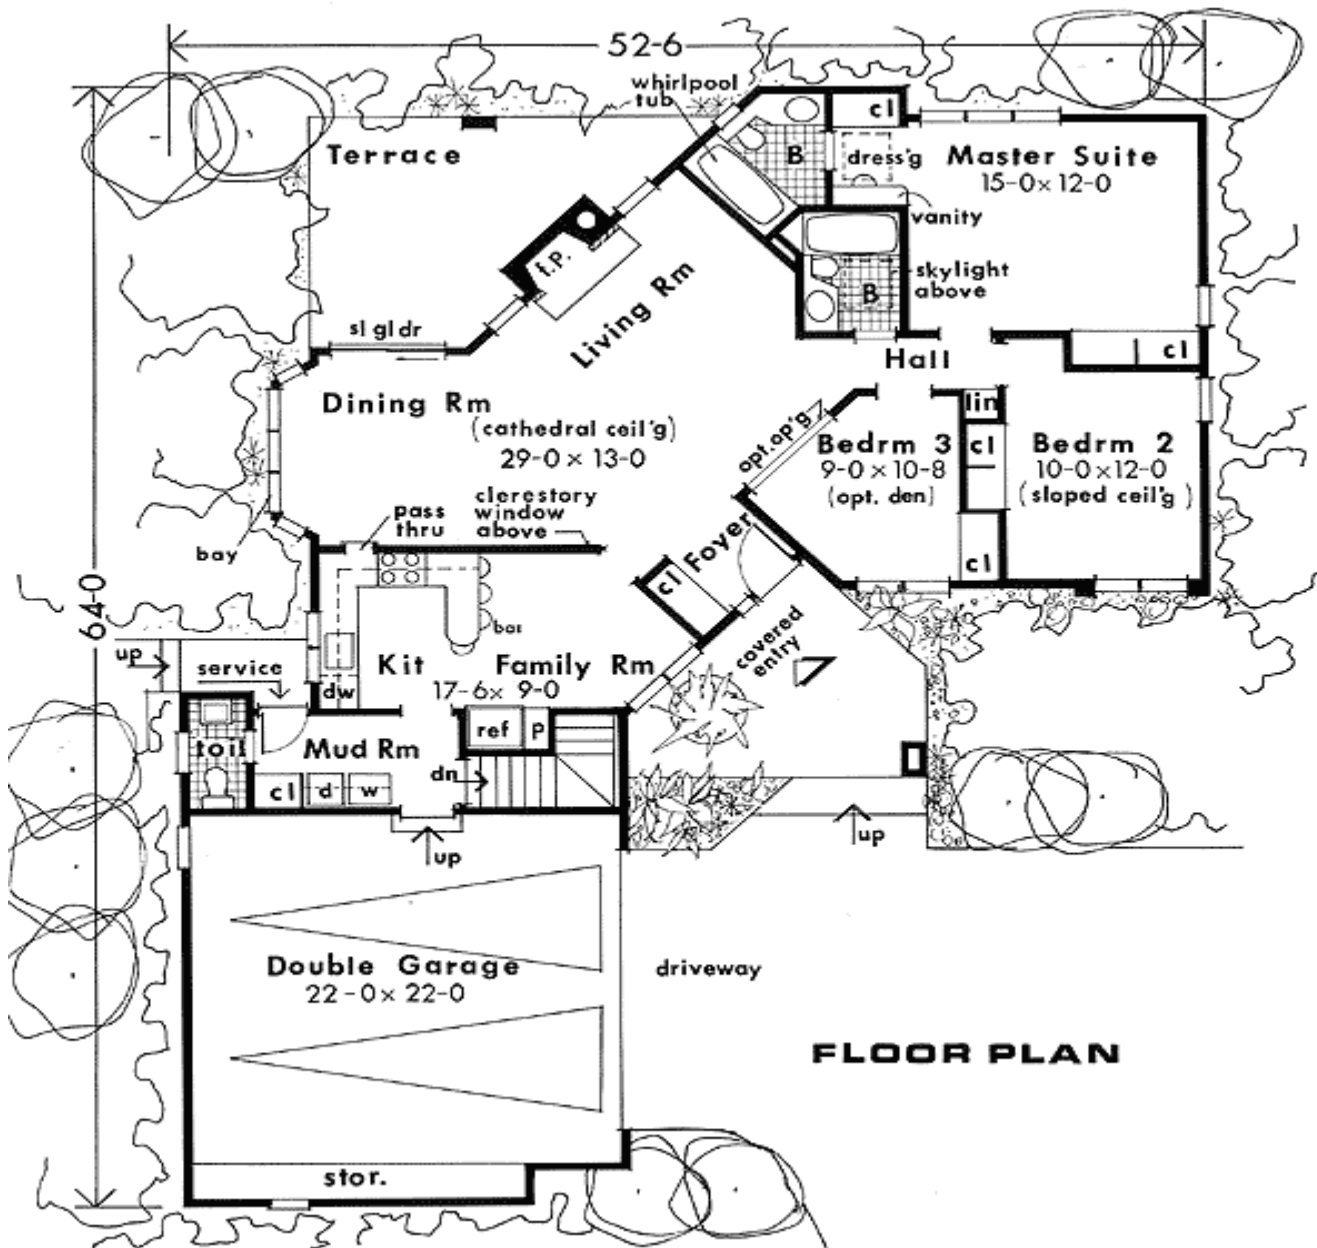 52-6
whirlpool
tub
cl
Terrace
B
dress'g
Master Suite
15-0 x 12-0
vanity
f.P.
skylight
above
B
Living Rm
sl gl dr
Hall
cl
Dining Rm
(cathedral ceil'g)
29-0 x 13-0
opt.op'g
lin
Bedrm 3
9-0 x 10-8
(opt. den)
cl
Bedrm 2
10-0 x 12-0
(sloped ceil'g)
pass
thru
clerestory
window
above
bay
Foyer
cl
cl
64-0
bar
up
service
Kit
Family Rm
17-6 x 9-0
covered
entry
dw
toil
Mud Rm
ref
p
dn
cl
d
w
up
up
Double Garage
22-0 x 22-0
driveway
FLOOR PLAN
stor.